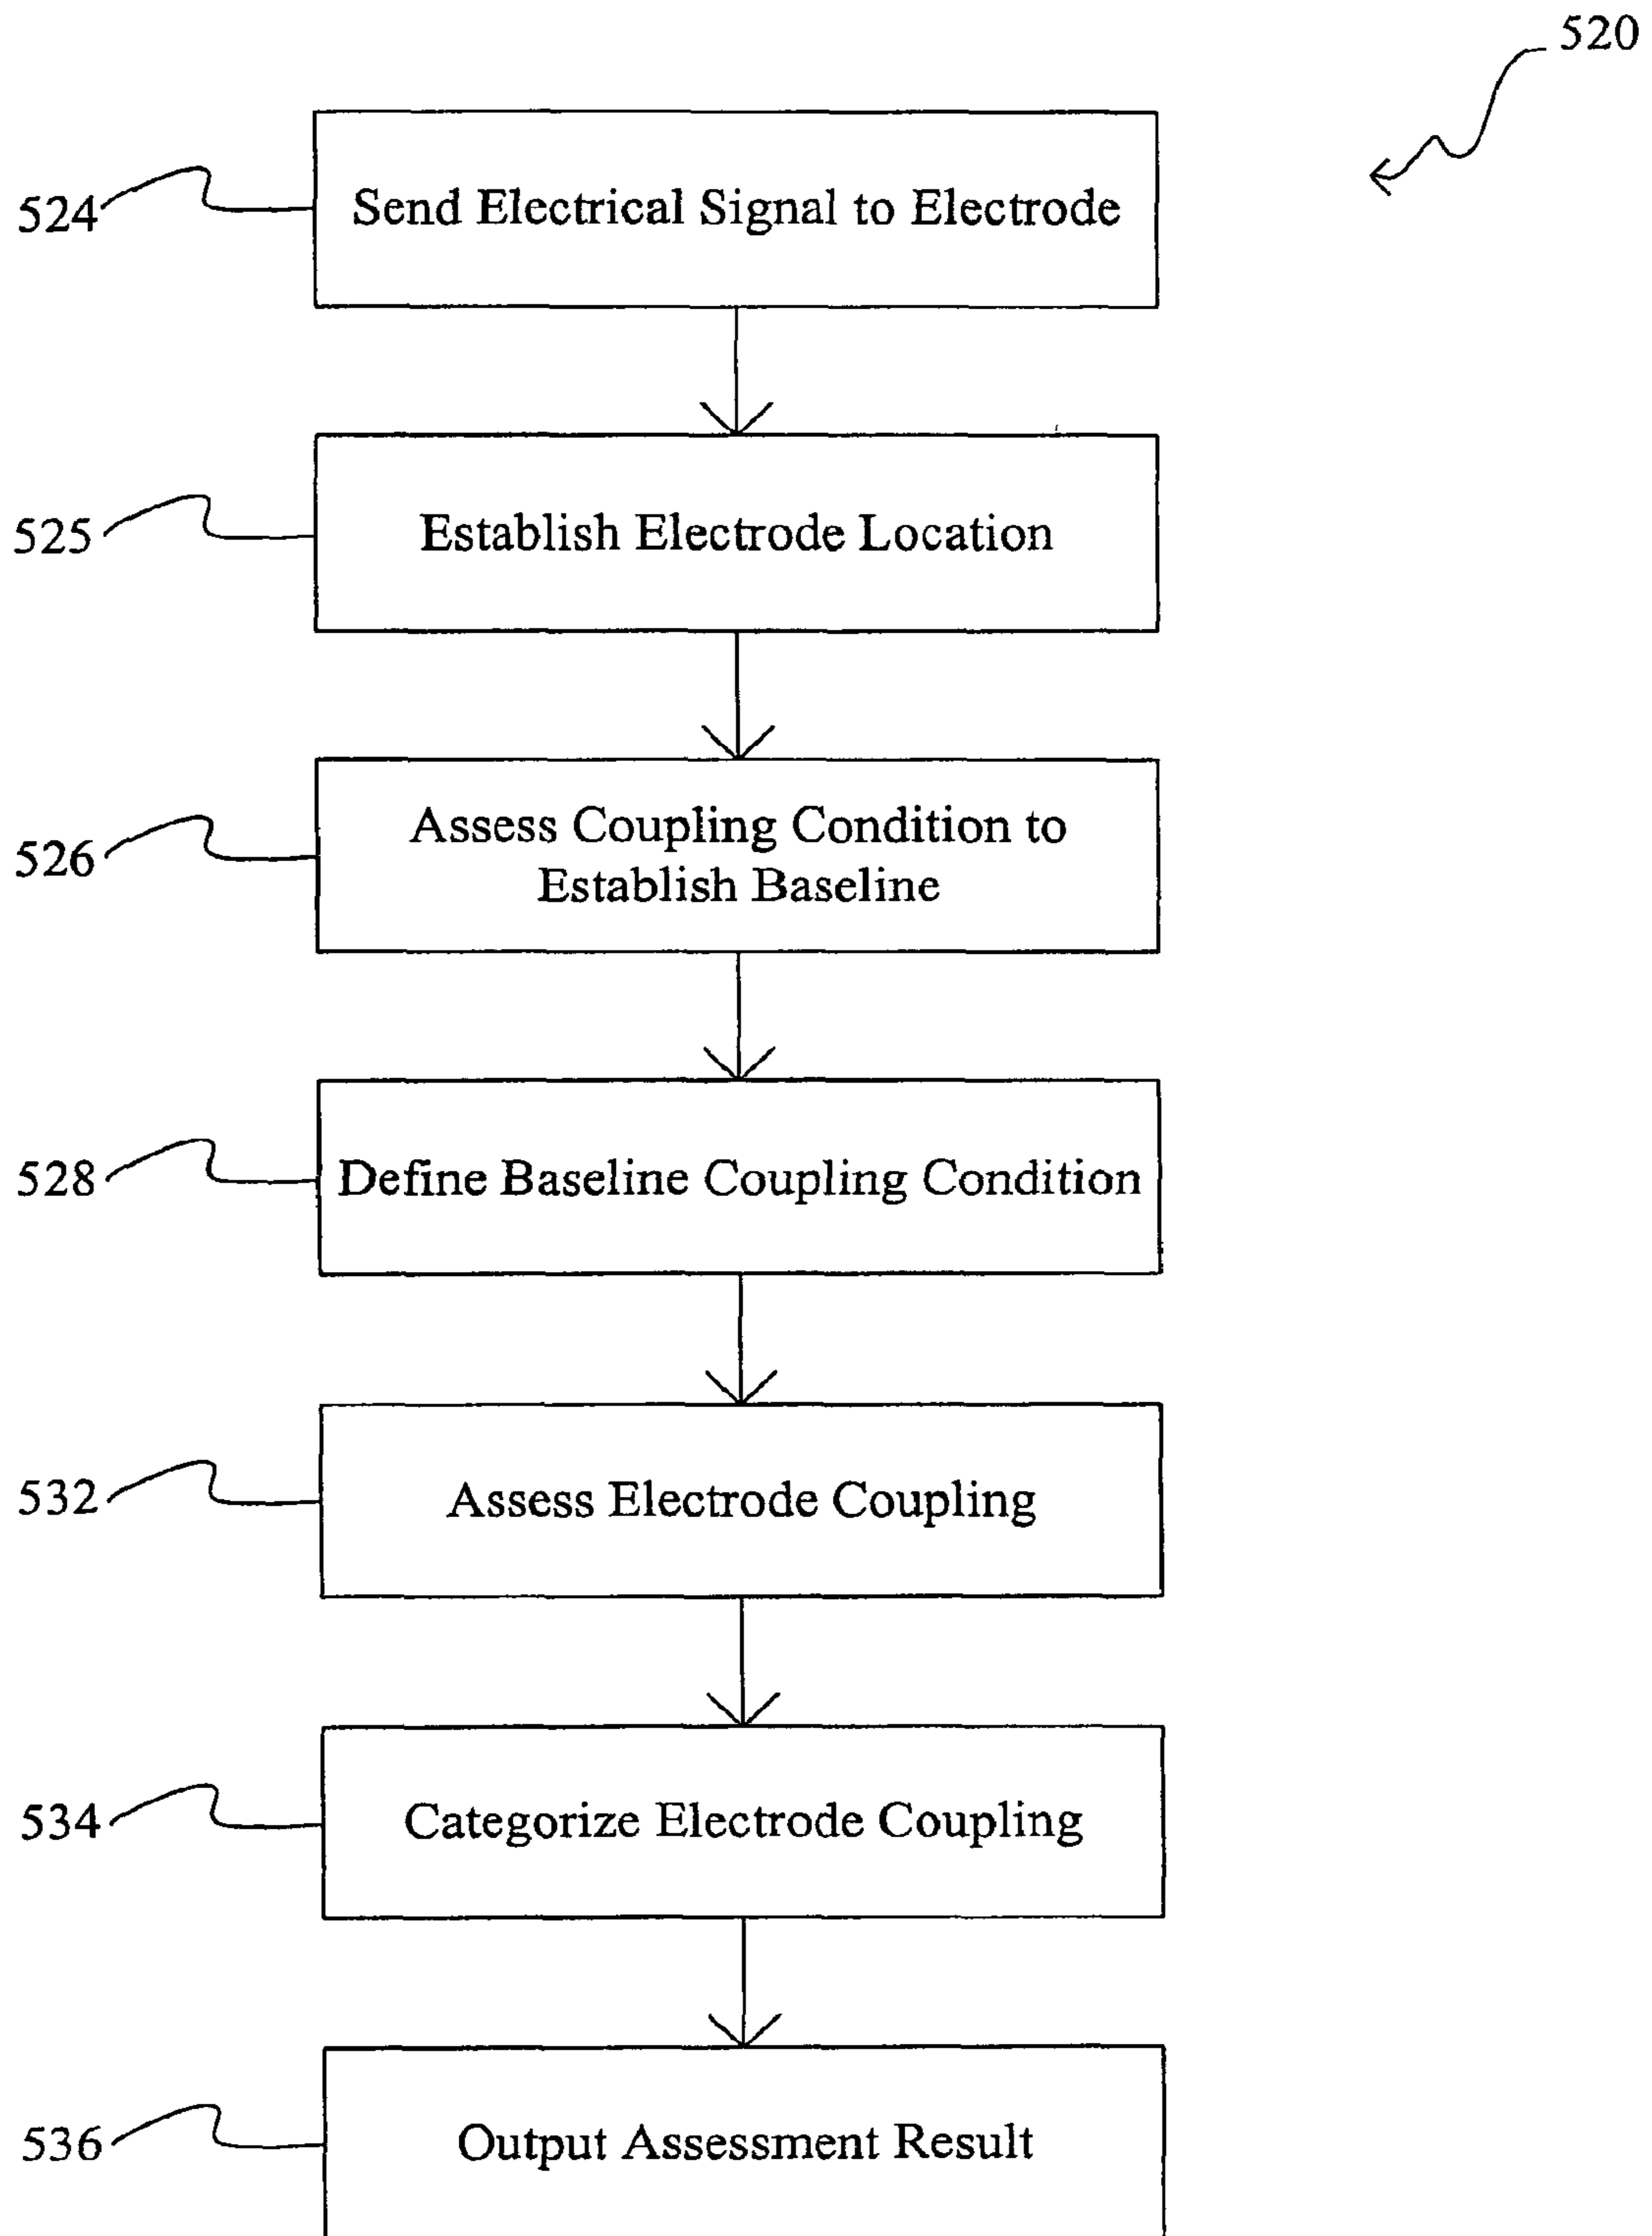 520
524
Send Electrical Signal to Electrode
525
Establish Electrode Location
526
Assess Coupling Condition to
Establish Baseline
528
Define Baseline Coupling Condition
532
Assess Electrode Coupling
534
Categorize Electrode Coupling
536
Output Assessment Result